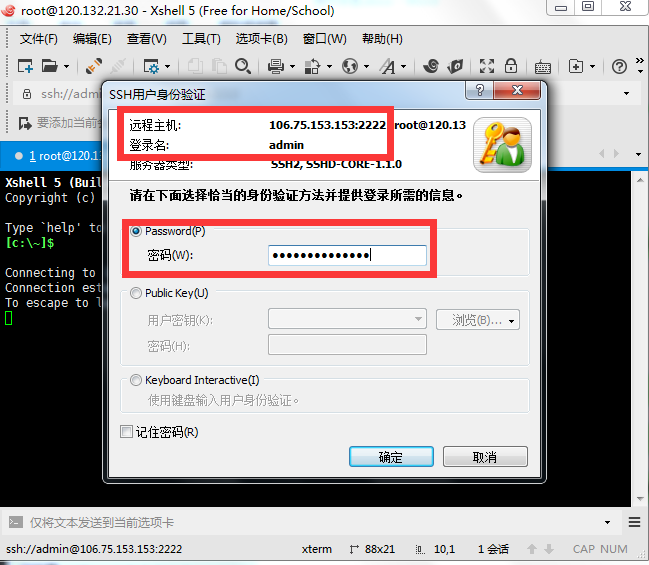 root@120.132.21.30 - Xshell 5 (Free for Home/School)
文件(F) 编辑(E) 查看(V) 工具(T) 选项卡(B) 窗口(W) 帮助(H)
ssh://adm
要添加当前
1 root@120.13
Xshell 5 (Buil
Copyright (c)
Type `help' to
[c:\~]$
Connecting to
Connection est
To escape to l
SSH用户身份验证
远程主机: 106.75.153.153:2222 root@120.13
登录名: admin
服务器类型: SSH2, SSHD-CORE-1.1.0
请在下面选择恰当的身份验证方法并提供登录所需的信息。
Password(P)
密码(W): ••••••••••••••
Public Key(U)
用户密钥(K): 浏览(B)...
密码(H):
Keyboard Interactive(I)
使用键盘输入用户身份验证。
记住密码(R)
确定 取消
仅将文本发送到当前选项卡
ssh://admin@106.75.153.153:2222 xterm 88x21 10,1 1 会话 CAP NUM